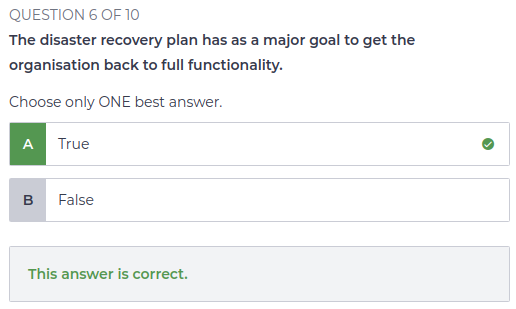 QUESTION 6 OF 10
The disaster recovery plan has as a major goal to get the
organisation back to full functionality.
Choose only ONE best answer.
A True
B False
This answer is correct.